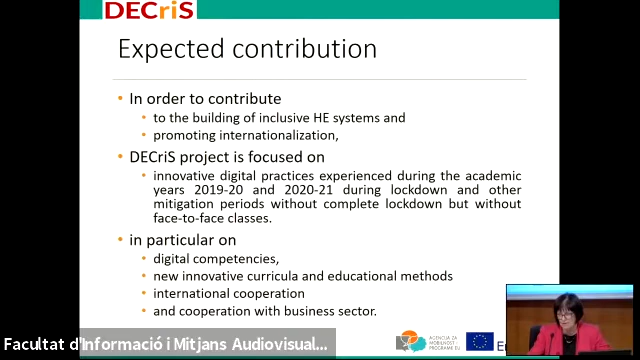 DECriS
Expected contribution
• In order to contribute
• to the building of inclusive HE systems and
• promoting internationalization,
• DECriS project is focused on
• innovative digital practices experienced during the academic
years 2019-20 and 2020-21 during lockdown and other
mitigation periods without complete lockdown but without
face-to-face classes.
• in particular on
• digital competencies,
• new innovative curricula and educational methods
• international cooperation
• and cooperation with business sector.
Facultat d'Informació i Mitjans Audiovisual...
AGENCIJA ZA
MOBILNOST I
PROGRAME EU